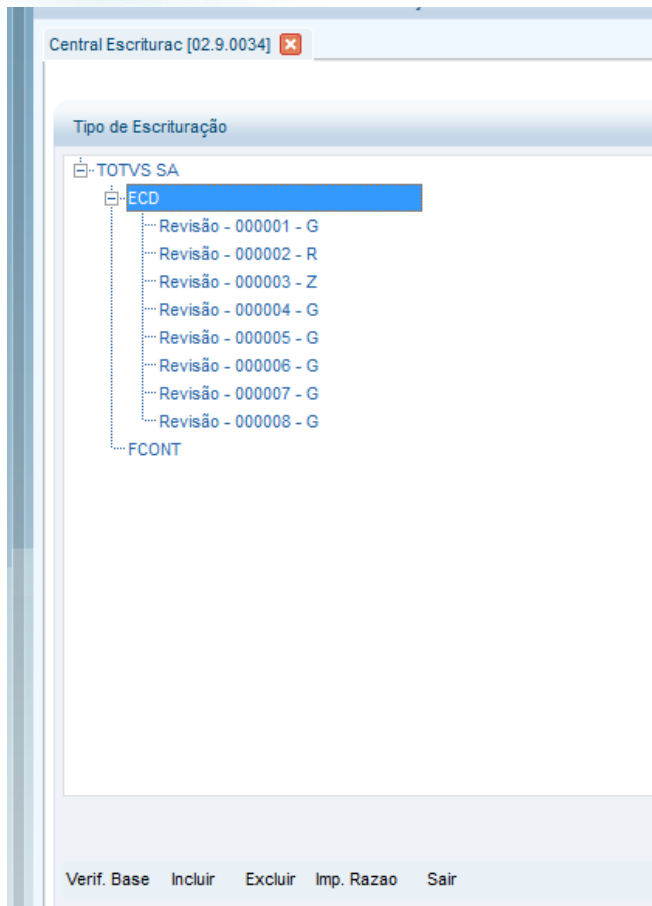 Central Escriturac [02.9.0034]
Tipo de Escrituração
TOTVS SA
ECD
Revisão - 000001 - G
Revisão - 000002 - R
Revisão - 000003 - Z
Revisão - 000004 - G
Revisão - 000005 - G
Revisão - 000006 - G
Revisão - 000007 - G
Revisão - 000008 - G
FCONT
Verif. Base Incluir Excluir Imp. Razao Sair